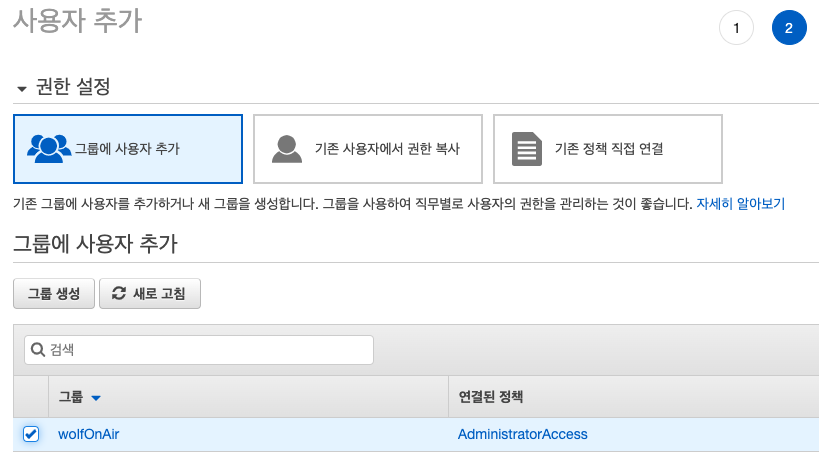 사용자 추가
1
2
권한 설정
그룹에 사용자 추가
기존 사용자에서 권한 복사
기존 정책 직접 연결
기존 그룹에 사용자를 추가하거나 새 그룹을 생성합니다. 그룹을 사용하여 직무별로 사용자의 권한을 관리하는 것이 좋습니다. 자세히 알아보기
그룹에 사용자 추가
그룹 생성
새로 고침
검색
그룹
연결된 정책
wolfOnAir
AdministratorAccess